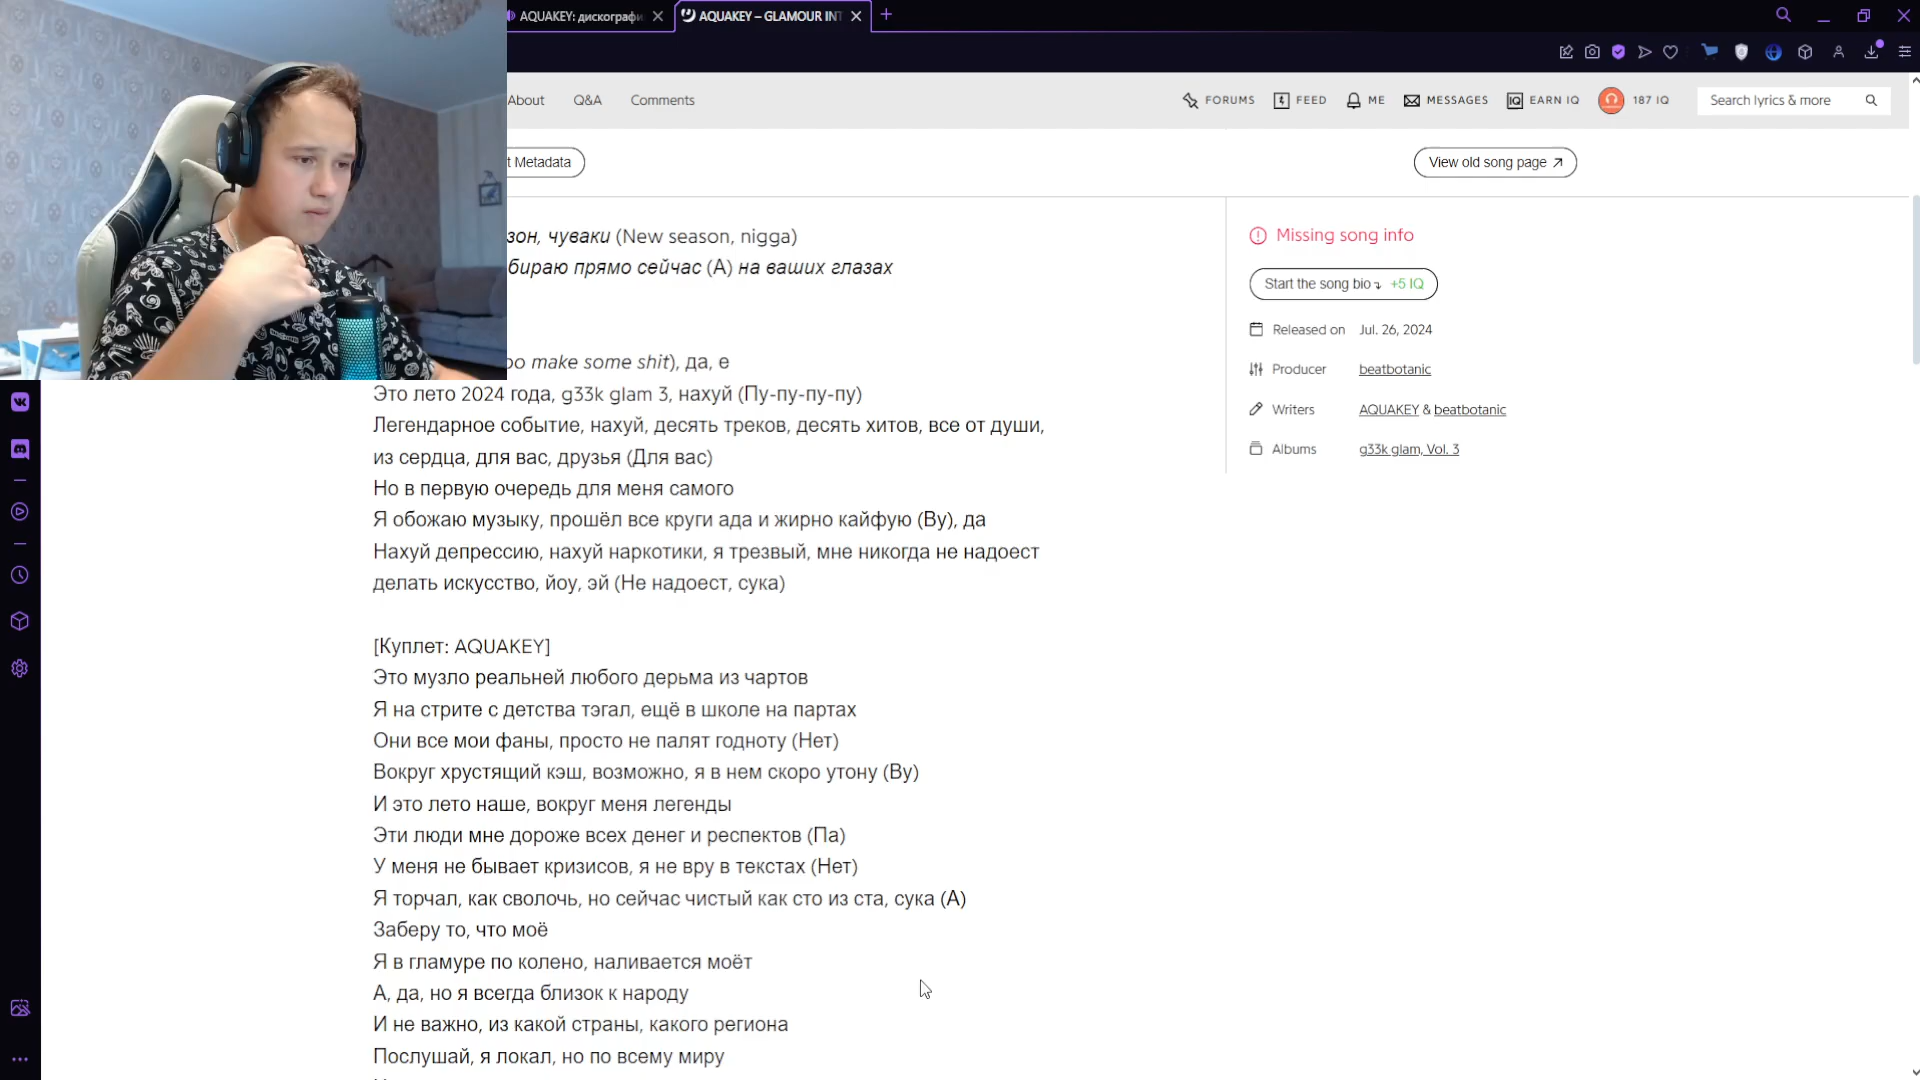 AQUAKEY: дискографи
AQUAKEY – GLAMOUR INT
About
Q&A
Comments
FORUMS
FEED
ME
MESSAGES
EARN IQ
187 IQ
Search lyrics & more
t Metadata
View old song page
зон, чуваки (New season, nigga)
бираю прямо сейчас (А) на ваших глазах
oo make some shit), да, е
Это лето 2024 года, g33k glam 3, нахуй (Пу-пу-пу-пу)
Легендарное событие, нахуй, десять треков, десять хитов, все от души,
из сердца, для вас, друзья (Для вас)
Но в первую очередь для меня самого
Я обожаю музыку, прошёл все круги ада и жирно кайфую (Ву), да
Нахуй депрессию, нахуй наркотики, я трезвый, мне никогда не надоест
делать искусство, йоу, эй (Не надоест, сука)
[Куплет: AQUAKEY]
Это музло реальней любого дерьма из чартов
Я на стрите с детства тэгал, ещё в школе на партах
Они все мои фаны, просто не палят годноту (Нет)
Вокруг хрустящий кэш, возможно, я в нем скоро утону (Ву)
И это лето наше, вокруг меня легенды
Эти люди мне дороже всех денег и респектов (Па)
У меня не бывает кризисов, я не вру в текстах (Нет)
Я торчал, как сволочь, но сейчас чистый как сто из ста, сука (А)
Заберу то, что моё
Я в гламуре по колено, наливается моёт
А, да, но я всегда близок к народу
И не важно, из какой страны, какого региона
Послушай, я локал, но по всему миру
Missing song info
Start the song bio +5 IQ
Released on Jul. 26, 2024
Producer beatbotanic
Writers AQUAKEY & beatbotanic
Albums g33k glam, Vol. 3